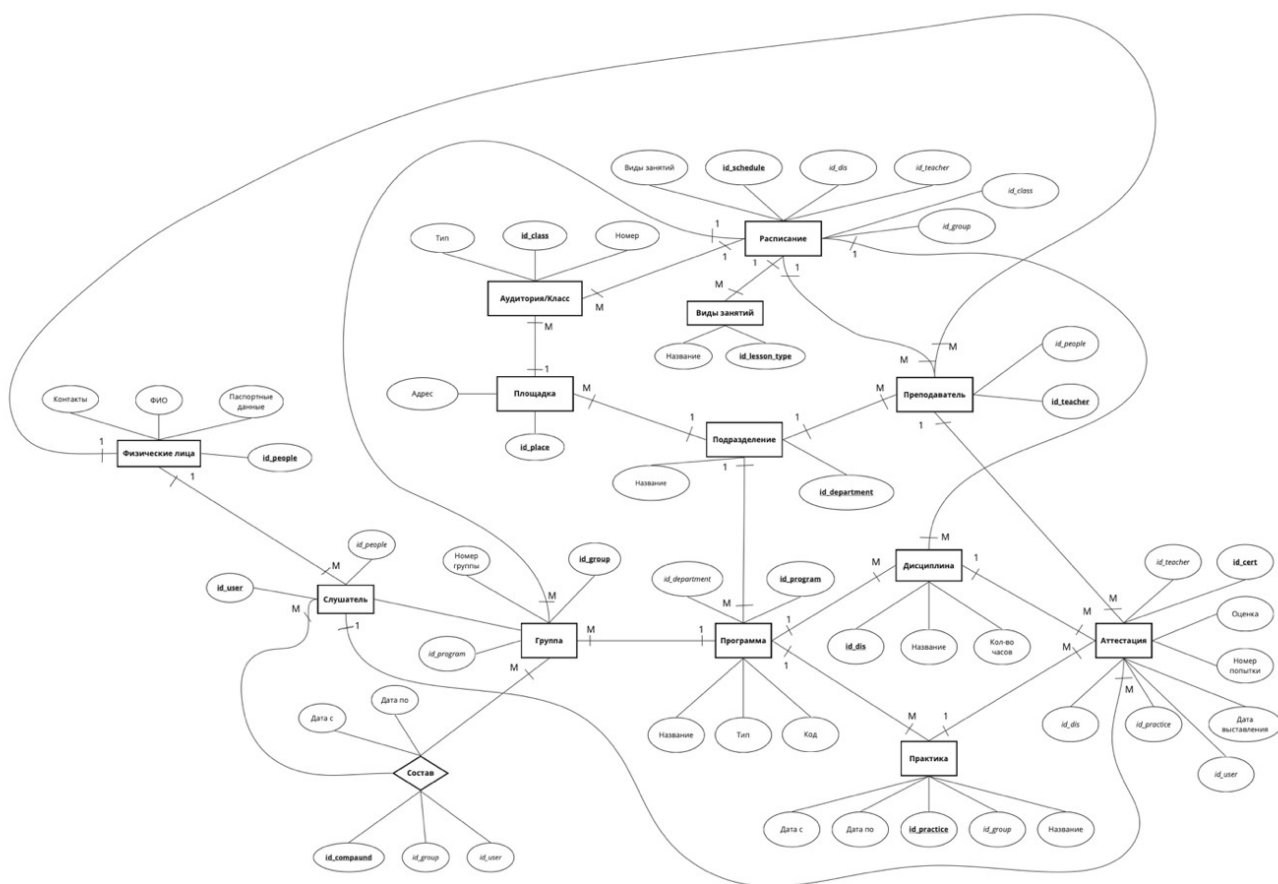 Виды занятий
id_schedule
id_dis
id_teacher
id_class
id_group
1
Расписание
1
1
1
1
1
Тип
id_class
Номер
Аудитория/Класс
M
M
Виды занятий
Название
id_lesson_type
M
M
M
id_people
Преподаватель
id_teacher
1
M
1
Адрес
Площадка
M
id_place
1
Подразделение
1
1
M
Название
id_department
Контакты
ФИО
Паспортные
данные
1
Физические лица
id_people
1
M
id_people
id_user
Слушатель
M
1
Номер
группы
id_group
M
Группа
M
id_program
M
1
id_department
id_program
M
Программа
1
1
Название
Тип
Код
M
M
Дисциплина
1
id_dis
Название
Кол-во
часов
id_teacher
id_cert
M
M
Оценка
Аттестация
M
Номер
попытки
M
id_dis
id_practice
Дата
выставления
id_user
M
1
Практика
Дата с
Дата по
id_practice
id_group
Название
Дата с
Дата по
Состав
id_compaund
id_group
id_user